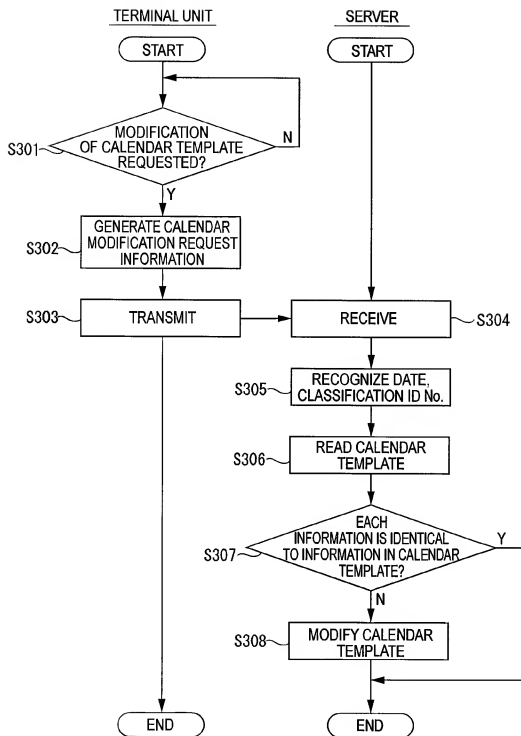 TERMINAL UNIT
SERVER
START
START
S301
MODIFICATION
OF CALENDAR TEMPLATE
REQUESTED?
N
Y
S302
GENERATE CALENDAR
MODIFICATION REQUEST
INFORMATION
S303
TRANSMIT
RECEIVE
S304
S305
RECOGNIZE DATE,
CLASSIFICATION ID No.
S306
READ CALENDAR
TEMPLATE
S307
EACH
INFORMATION IS IDENTICAL
TO INFORMATION IN CALENDAR
TEMPLATE?
Y
N
S308
MODIFY CALENDAR
TEMPLATE
END
END